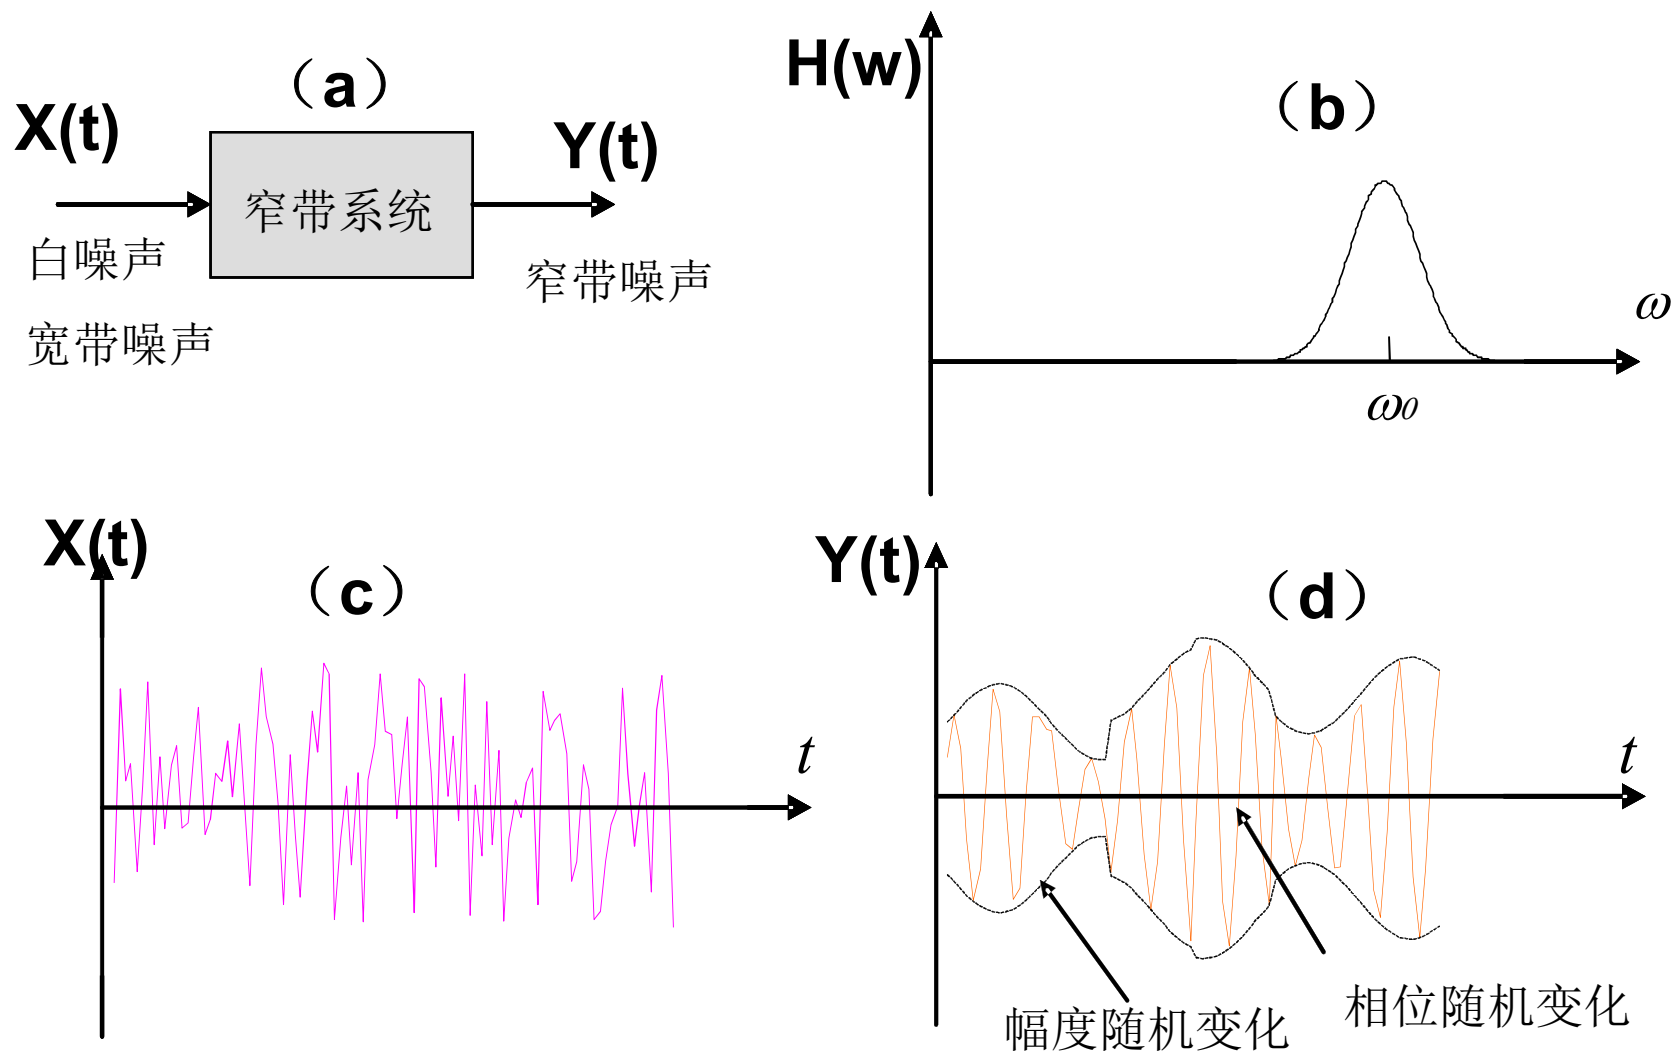 （a）
X(t)
窄带系统
Y(t)
白噪声
宽带噪声
窄带噪声
H(w)
（b）
ω
ω0
X(t)
（c）
t
Y(t)
（d）
t
幅度随机变化
相位随机变化